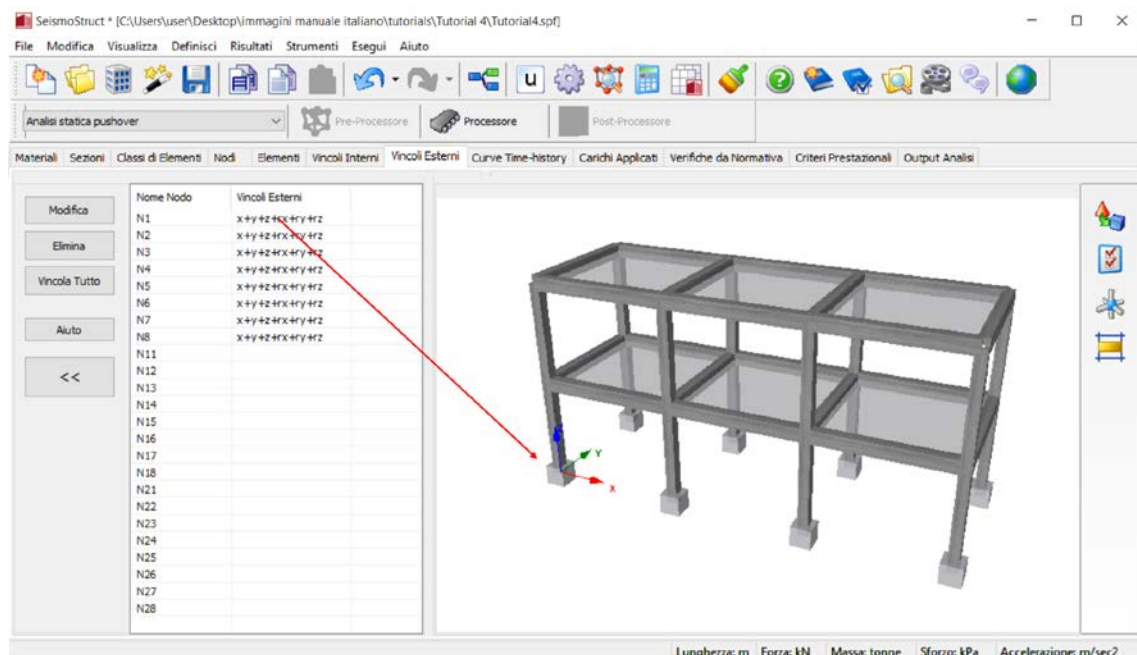 SeismoStruct * [C:\Users\user\Desktop\immagini manuale italiano\tutorials\Tutorial 4\Tutorial4.spf]
File Modifica Visualizza Definisci Risultati Strumenti Esegui Aiuto
u
Analisi statica pushover Pre-Processore Processore Post-Processore
Materiali Sezioni Classi di Elementi Nodi Elementi Vincoli Interni Vincoli Esterni Curve Time-history Carichi Applicati Verifiche da Normativa Criteri Prestazionali Output Analisi
Modifica
Elimina
Vincola Tutto
Aiuto
<<
Nome Nodo Vincoli Esterni
N1 x+y+z+rx+ry+rz
N2 x+y+z+rx+ry+rz
N3 x+y+z+rx+ry+rz
N4 x+y+z+rx+ry+rz
N5 x+y+z+rx+ry+rz
N6 x+y+z+rx+ry+rz
N7 x+y+z+rx+ry+rz
N8 x+y+z+rx+ry+rz
N11
N12
N13
N14
N15
N16
N17
N18
N21
N22
N23
N24
N25
N26
N27
N28
Y
X
Lunghezza: m Forza: kN Massa: tonne Sforzo: kPa Accelerazione: m/sec2